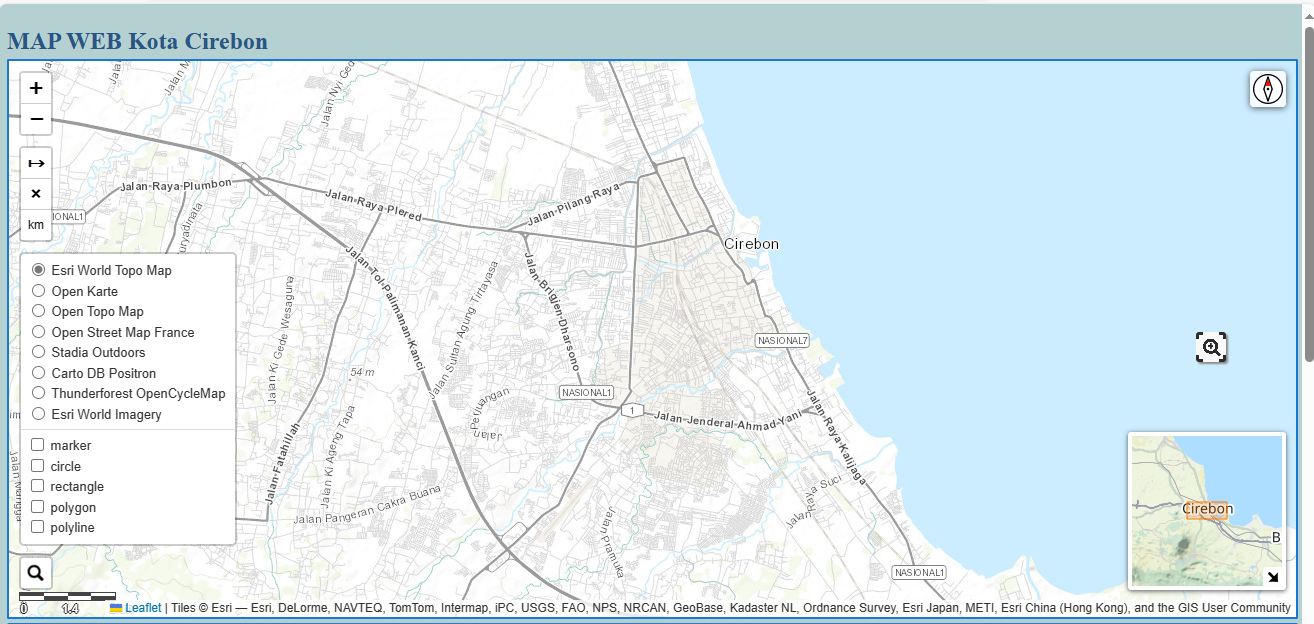 MAP WEB Kota Cirebon
+
−
↦
×
km
Jalan Nyi Ged
Jalan-Raya-Plumbon
IONAL1
Jalan-Raya-Plered
Jalan-Pilang-Raya
Cirebon
uryadinata
Jalan-Tol-Palimanan-Kanci
Jalan-Brigjen-Dharsono
Jalan Sultan Agung Tirtayasa
Jalan Ki Gede Wesagura
Esri World Topo Map
Open Karte
Open Topo Map
Open Street Map France
Stadia Outdoors
Carto DB Positron
Thunderforest OpenCycleMap
Esri World Imagery
marker
circle
rectangle
polygon
polyline
54 m
NASIONAL7
NASIONAL1
1
Jalan-Jenderal-Ahmad-Yani
Jalan-Raya-Kalijaga
Perjuangan
Jalan
Jalan Ki Ageng Tapa
Jalan-Fatahillah
Jalan Pangeran Cakra Buana
Jalan Pramuka
Jalan Raya Suci
NASIONAL1
Cirebon
B
0 1.4
Leaflet | Tiles © Esri — Esri, DeLorme, NAVTEQ, TomTom, Intermap, iPC, USGS, FAO, NPS, NRCAN, GeoBase, Kadaster NL, Ordnance Survey, Esri Japan, METI, Esri China (Hong Kong), and the GIS User Community